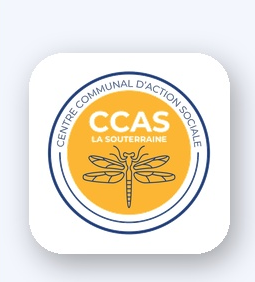 CENTRE COMMUNAL D'ACTION SOCIALE
CCAS
LA SOUTERRAINE